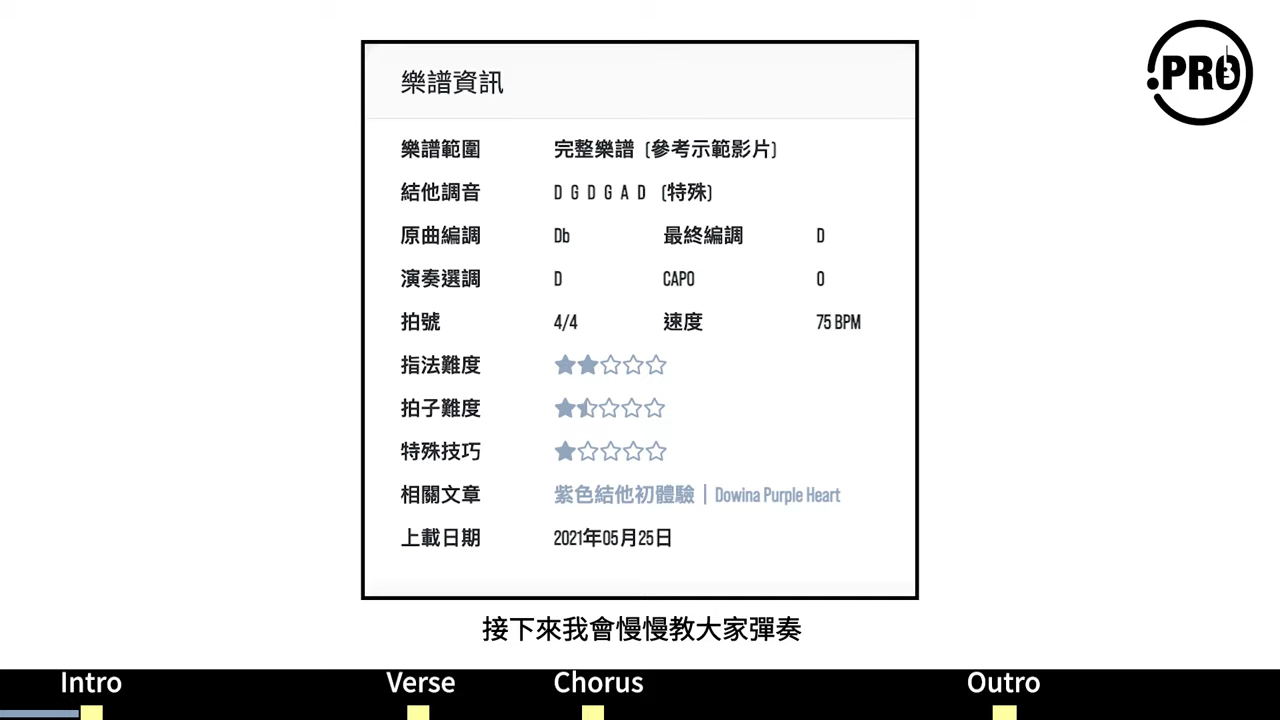 .PRO
樂譜資訊
樂譜範圍 完整樂譜 (參考示範影片)
結他調音 D G D G A D (特殊)
原曲編調 Db 最終編調 D
演奏選調 D CAPO 0
拍號 4/4 速度 75 BPM
指法難度
拍子難度
特殊技巧
相關文章 紫色結他初體驗｜Dowina Purple Heart
上載日期 2021年05月25日
接下來我會慢慢教大家彈奏
Intro Verse Chorus Outro